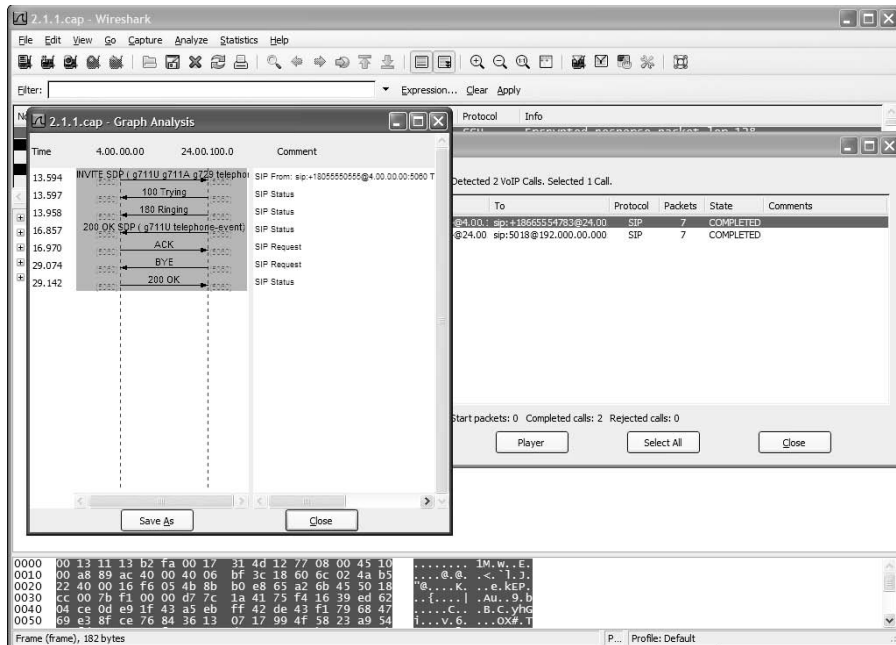 2.1.1.cap - Wireshark
File Edit View Go Capture Analyze Statistics Help
Filter: Expression... Clear Apply
Protocol Info
2.1.1.cap - Graph Analysis
Time 4.00.00.00 24.00.100.0 Comment
13.594 INVITE SDP ( g711U g711A g729 telephon SIP From: sip:+18055550555@4.00.00.00:5060 T
13.597 100 Trying SIP Status
13.958 180 Ringing SIP Status
16.857 200 OK SDP ( g711U telephone-event) SIP Status
16.970 ACK SIP Request
29.074 BYE SIP Request
29.142 200 OK SIP Status
Save As Close
Detected 2 VoIP Calls. Selected 1 Call.
To Protocol Packets State Comments
@4.00.: sip:+18665554783@24.00 SIP 7 COMPLETED
@24.00 sip:5018@192.000.00.000 SIP 7 COMPLETED
Start packets: 0 Completed calls: 2 Rejected calls: 0
Player Select All Close
0000 00 13 11 13 b2 fa 00 17 31 4d 12 77 08 00 45 10 ........ 1M.w..E.
0010 00 a8 89 ac 40 00 40 06 bf 3c 18 60 6c 02 4a b5 ....@.@. .<.`l.J.
0020 22 40 00 16 f6 05 4b 8b b0 e8 65 a2 6b 45 50 18 "@....K. ..e.kEP.
0030 cc 00 7b f1 00 00 d7 7c 1a 41 75 f4 16 39 ed 62 ..{....| .Au..9.b
0040 04 ce 0d e9 1f 43 a5 eb ff 42 de 43 f1 79 68 47 .....C.. .B.C.yhG
0050 69 e3 8f ce 76 84 36 13 07 17 99 4f 58 23 a9 54 i...v.6. ...OX#.T
Frame (frame), 182 bytes P... Profile: Default